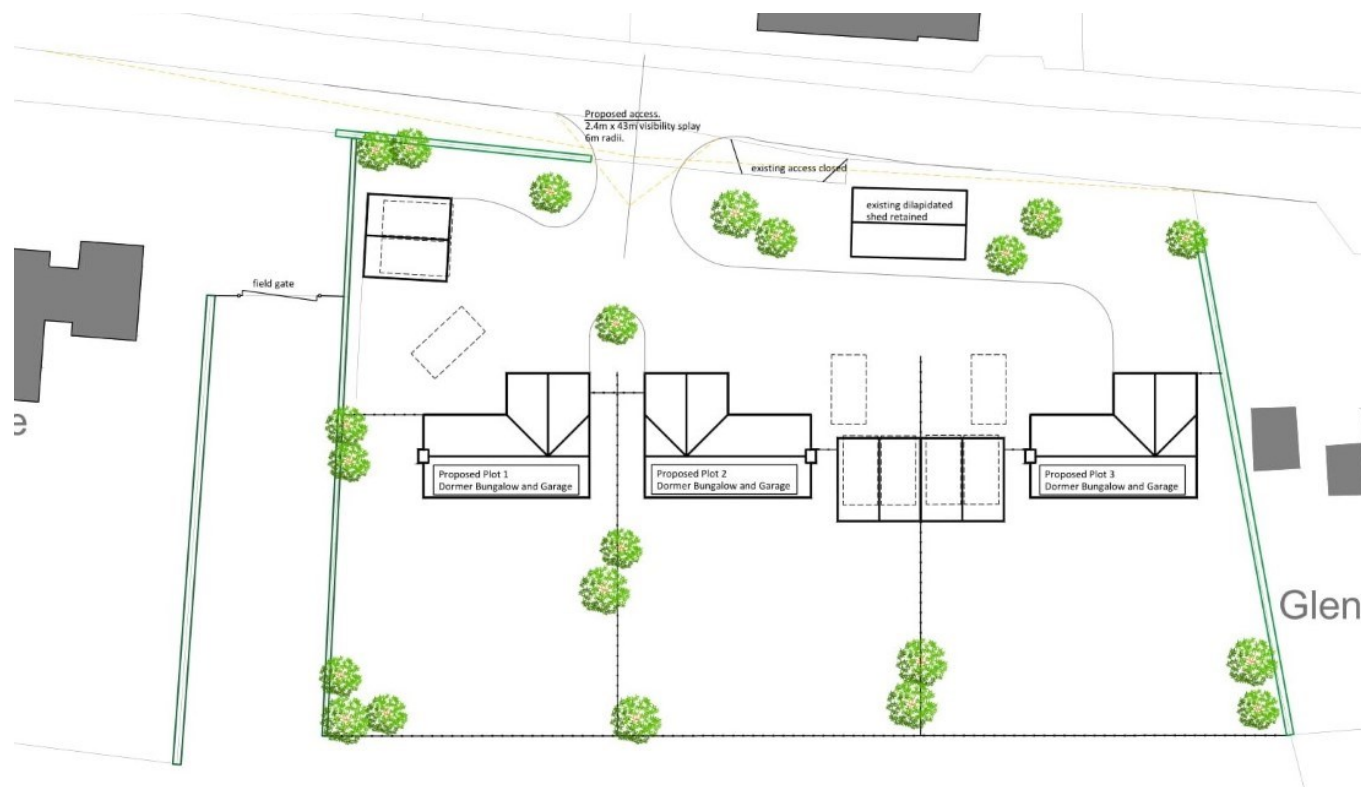 Proposed access.
2.4m x 43m visibility splay
6m radii.
existing access closed
existing dilapidated
shed retained
field gate
e
Proposed Plot 1
Dormer Bungalow and Garage
Proposed Plot 2
Dormer Bungalow and Garage
Proposed Plot 3
Dormer Bungalow and Garage
Glen